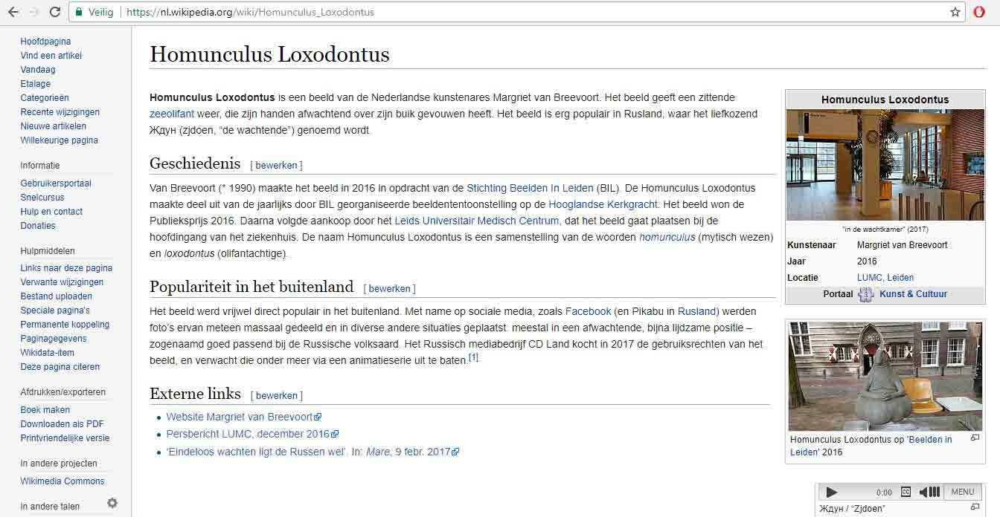 Veilig https://nl.wikipedia.org/wiki/Homunculus_Loxodontus
Hoofdpagina
Vind een artikel
Vandaag
Etalage
Categorieën
Recente wijzigingen
Nieuwe artikelen
Willekeurige pagina
Informatie
Gebruikersportaal
Snelcursus
Hulp en contact
Donaties
Hulpmiddelen
Links naar deze pagina
Verwante wijzigingen
Bestand uploaden
Speciale pagina's
Permanente koppeling
Paginagegevens
Wikidata-item
Deze pagina citeren
Afdrukken/exporteren
Boek maken
Downloaden als PDF
Printvriendelijke versie
In andere projecten
Wikimedia Commons
In andere talen
Homunculus Loxodontus
Homunculus Loxodontus is een beeld van de Nederlandse kunstenares Margriet van Breevoort. Het beeld geeft een zittende
zeeolifant weer, die zijn handen afwachtend over zijn buik gevouwen heeft. Het beeld is erg populair in Rusland, waar het liefkozend
Ждун (zjdoen, “de wachtende”) genoemd wordt.
Geschiedenis [ bewerken ]
Van Breevoort (* 1990) maakte het beeld in 2016 in opdracht van de Stichting Beelden In Leiden (BIL). De Homunculus Loxodontus
maakte deel uit van de jaarlijks door BIL georganiseerde beeldententoonstelling op de Hooglandse Kerkgracht. Het beeld won de
Publieksprijs 2016. Daarna volgde aankoop door het Leids Universitair Medisch Centrum, dat het beeld gaat plaatsen bij de
hoofdingang van het ziekenhuis. De naam Homunculus Loxodontus is een samenstelling van de woorden homunculus (mytisch wezen)
en loxodontus (olifantachtige).
Populariteit in het buitenland [ bewerken ]
Het beeld werd vrijwel direct populair in het buitenland. Met name op sociale media, zoals Facebook (en Pikabu in Rusland) werden
foto’s ervan meteen massaal gedeeld en in diverse andere situaties geplaatst: meestal in een afwachtende, bijna lijdzame positie –
zogenaamd goed passend bij de Russische volksaard. Het Russisch mediabedrijf CD Land kocht in 2017 de gebruiksrechten van het
beeld, en verwacht die onder meer via een animatieserie uit te baten.[1]
Externe links [ bewerken ]
Website Margriet van Breevoort
Persbericht LUMC, december 2016
‘Eindeloos wachten ligt de Russen wel’. In: Mare, 9 febr. 2017
Homunculus Loxodontus
“in de wachtkamer” (2017)
Kunstenaar Margriet van Breevoort
Jaar 2016
Locatie LUMC, Leiden
Portaal Kunst & Cultuur
Homunculus Loxodontus op 'Beelden in
Leiden' 2016
0:00 CC MENU
Ждун / “Zjdoen”